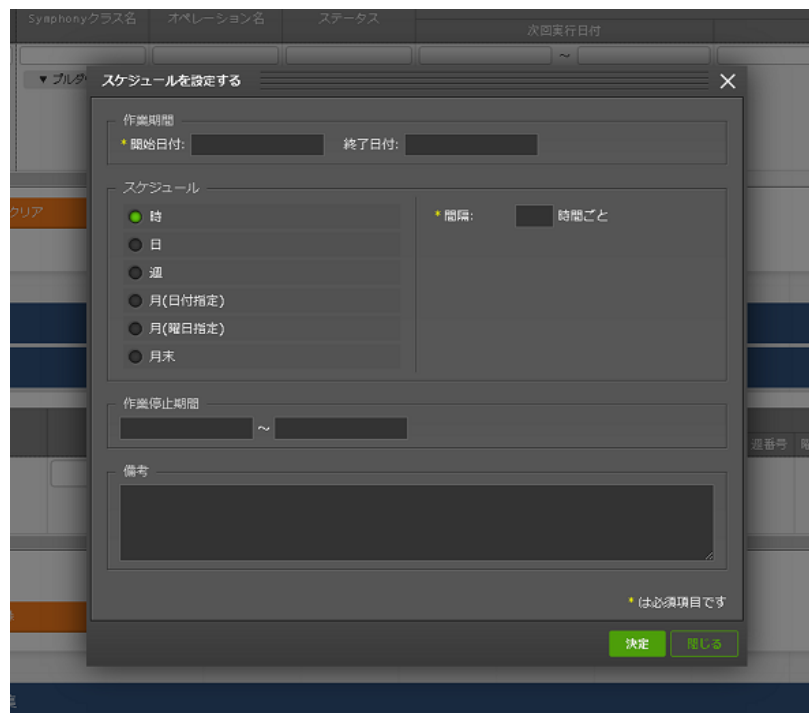 Symphonyクラス名 オペレーション名 ステータス
次回実行日付
～
スケジュールを設定する
クリア
作業期間
*開始日付: 終了日付:
スケジュール
時 *間隔: 時間ごと
日
週
月(日付指定)
月(曜日指定)
月末
作業停止期間
～
週番号
備考
*は必須項目です
決定 閉じる